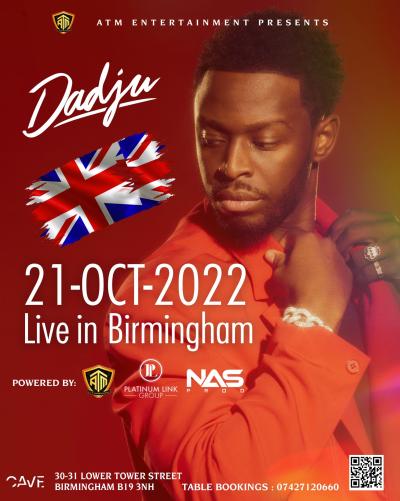 ATM ENTERTAINMENT PRESENTS
Dadju
21-OCT-2022
Live in Birmingham
POWERED BY:
ATM
PLATINUM LINK
GROUP
NAS
PROD
CAVE
30-31 LOWER TOWER STREET
BIRMINGHAM B19 3NH
TABLE BOOKINGS : 07427120660